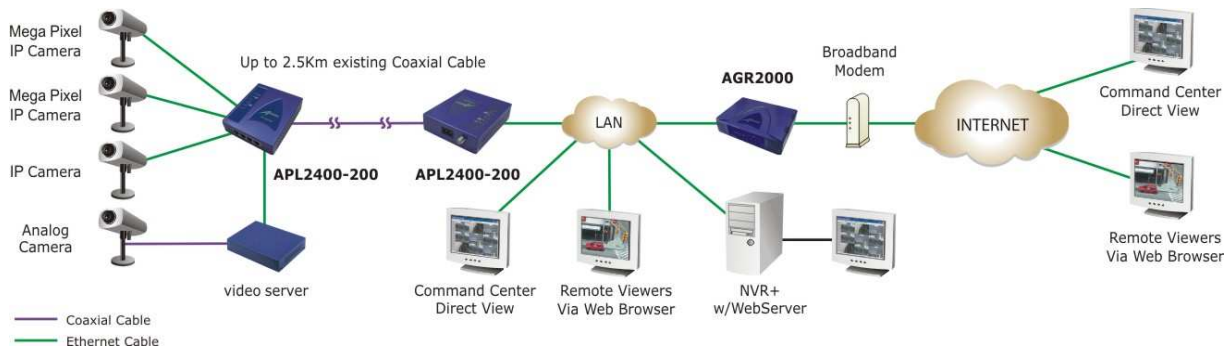 Mega Pixel
IP Camera
Mega Pixel
IP Camera
IP Camera
Analog
Camera
Up to 2.5Km existing Coaxial Cable
APL2400-200
APL2400-200
video server
LAN
AGR2000
Broadband
Modem
INTERNET
Command Center
Direct View
Remote Viewers
Via Web Browser
Command Center
Direct View
Remote Viewers
Via Web Browser
NVR+
w/WebServer
Coaxial Cable
Ethernet Cable